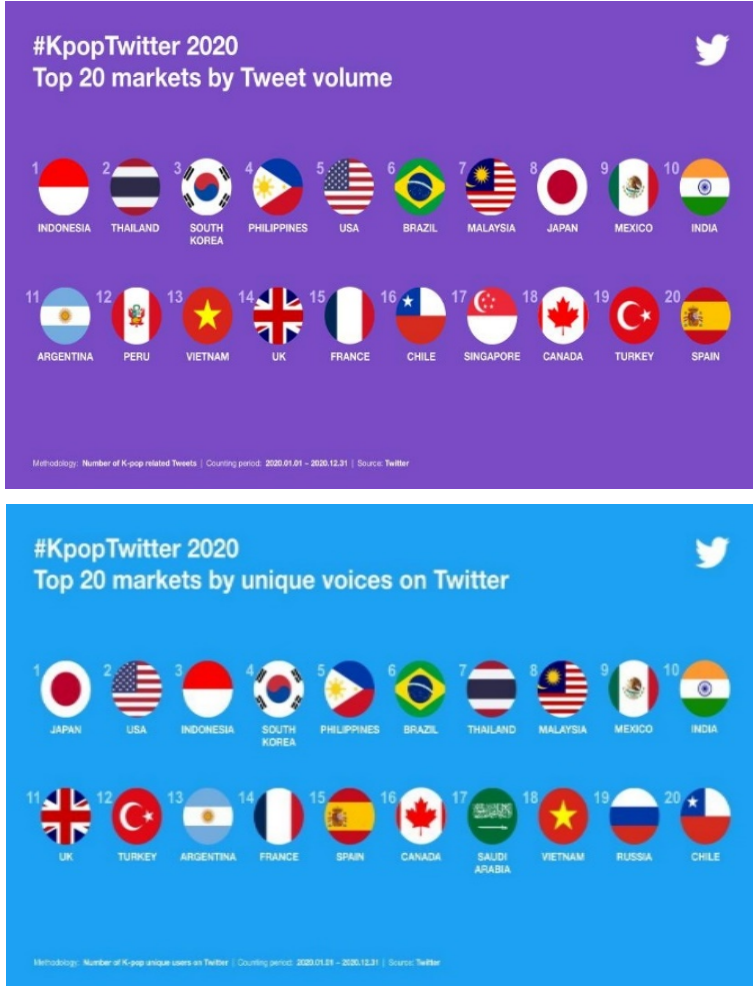 #KpopTwitter 2020
Top 20 markets by Tweet volume
1 2 3 4 5 6 7 8 9 10
INDONESIA THAILAND SOUTH KOREA PHILIPPINES USA BRAZIL MALAYSIA JAPAN MEXICO INDIA
11 12 13 14 15 16 17 18 19 20
ARGENTINA PERU VIETNAM UK FRANCE CHILE SINGAPORE CANADA TURKEY SPAIN
Methodology: Number of K-pop related Tweets | Counting period: 2020.01.01 – 2020.12.31 | Source: Twitter
#KpopTwitter 2020
Top 20 markets by unique voices on Twitter
1 2 3 4 5 6 7 8 9 10
JAPAN USA INDONESIA SOUTH KOREA PHILIPPINES BRAZIL THAILAND MALAYSIA MEXICO INDIA
11 12 13 14 15 16 17 18 19 20
UK TURKEY ARGENTINA FRANCE SPAIN CANADA SAUDI ARABIA VIETNAM RUSSIA CHILE
Methodology: Number of K-pop unique users on Twitter | Counting period: 2020.01.01 – 2020.12.31 | Source: Twitter